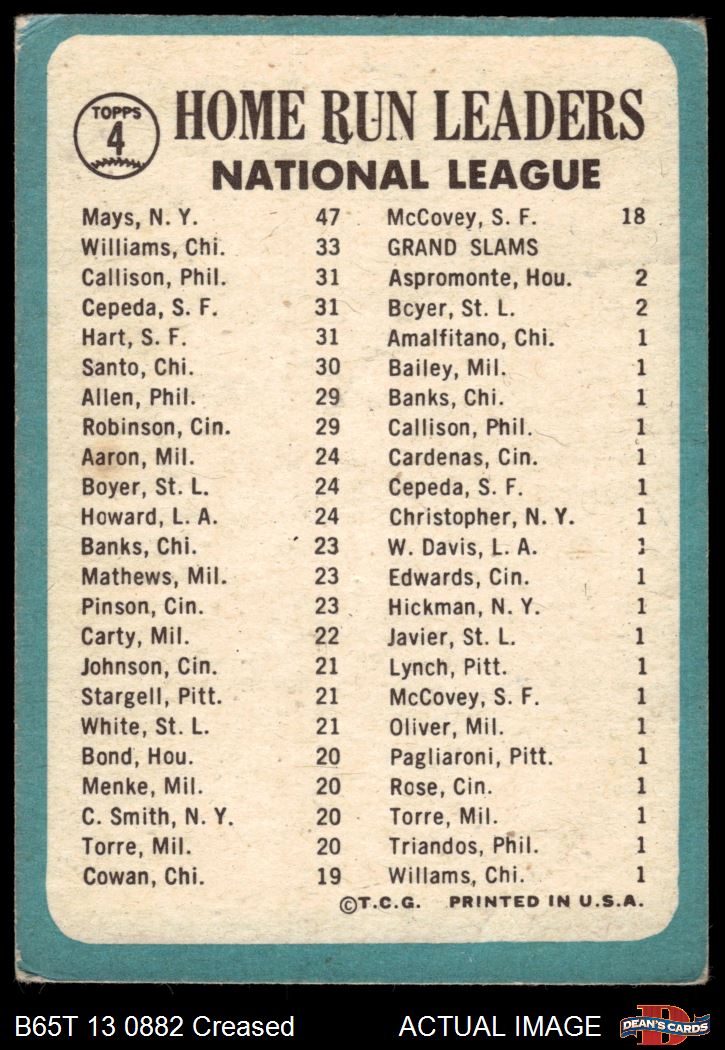 TOPPS
4
HOME RUN LEADERS
NATIONAL LEAGUE
Mays, N. Y. 47
Williams, Chi. 33
Callison, Phil. 31
Cepeda, S. F. 31
Hart, S. F. 31
Santo, Chi. 30
Allen, Phil. 29
Robinson, Cin. 29
Aaron, Mil. 24
Boyer, St. L. 24
Howard, L. A. 24
Banks, Chi. 23
Mathews, Mil. 23
Pinson, Cin. 23
Carty, Mil. 22
Johnson, Cin. 21
Stargell, Pitt. 21
White, St. L. 21
Bond, Hou. 20
Menke, Mil. 20
C. Smith, N. Y. 20
Torre, Mil. 20
Cowan, Chi. 19
McCovey, S. F. 18
GRAND SLAMS
Aspromonte, Hou. 2
Boyer, St. L. 2
Amalfitano, Chi. 1
Bailey, Mil. 1
Banks, Chi. 1
Callison, Phil. 1
Cardenas, Cin. 1
Cepeda, S. F. 1
Christopher, N. Y. 1
W. Davis, L. A. 1
Edwards, Cin. 1
Hickman, N. Y. 1
Javier, St. L. 1
Lynch, Pitt. 1
McCovey, S. F. 1
Oliver, Mil. 1
Pagliaroni, Pitt. 1
Rose, Cin. 1
Torre, Mil. 1
Triandos, Phil. 1
Willams, Chi. 1
©T.C.G. PRINTED IN U.S.A.
B65T 13 0882 Creased ACTUAL IMAGE
D
DEAN'S CARDS